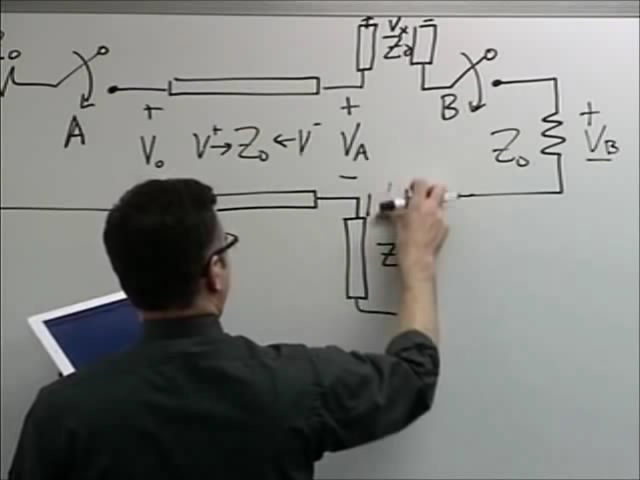 + Vx -
Z0
A
+
V0
V+ → Z0 ← V-
+
VA
-
B
Z0
+
VB
-
Z